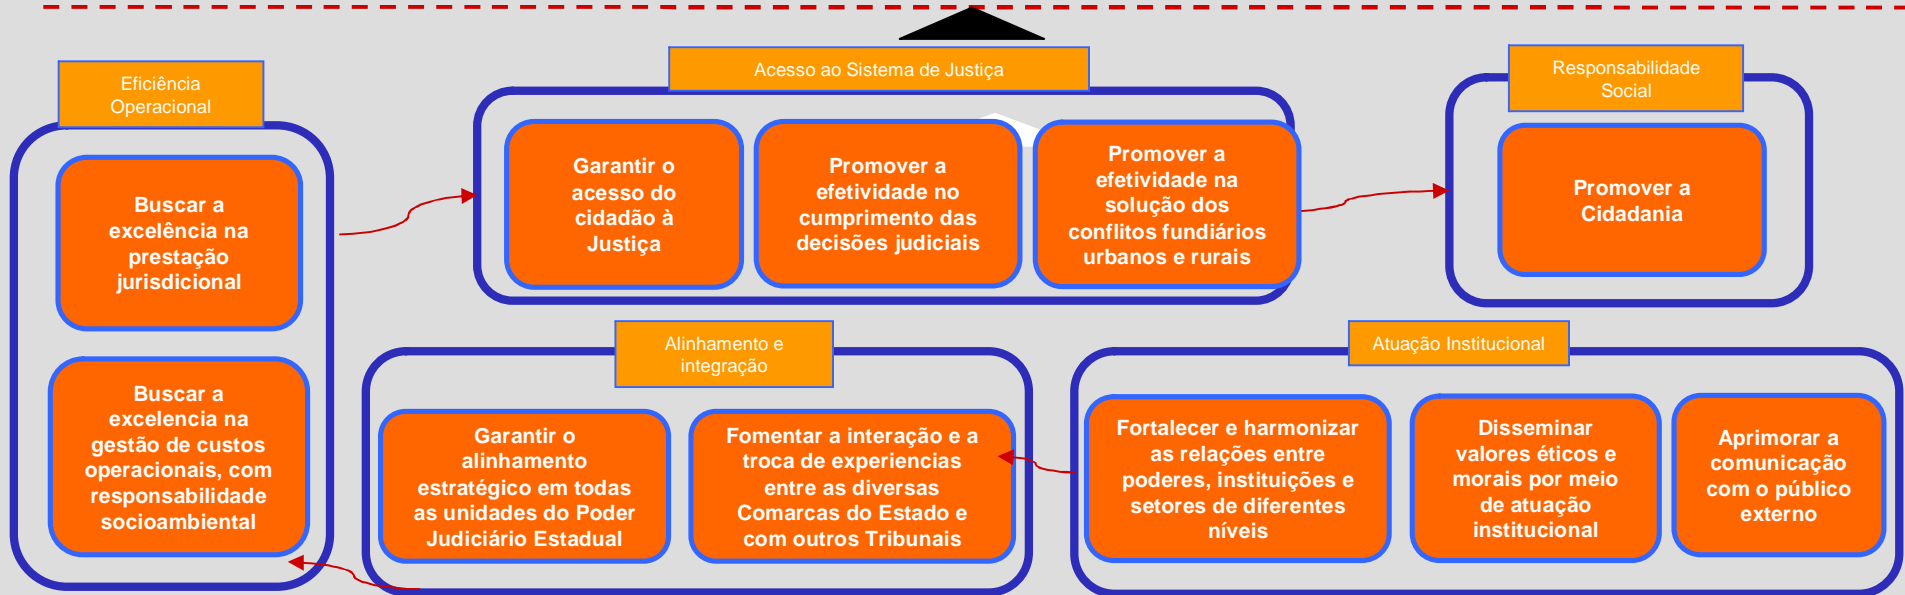 Eficiência
Operacional
Buscar a
excelência na
prestação
jurisdicional
Buscar a
excelencia na
gestão de custos
operacionais, com
responsabilidade
socioambiental
Acesso ao Sistema de Justiça
Garantir o
acesso do
cidadão à
Justiça
Promover a
efetividade no
cumprimento das
decisões judiciais
Promover a
efetividade na
solução dos
conflitos fundiários
urbanos e rurais
Responsabilidade
Social
Promover a
Cidadania
Alinhamento e
integração
Garantir o
alinhamento
estratégico em todas
as unidades do Poder
Judiciário Estadual
Fomentar a interação e a
troca de experiencias
entre as diversas
Comarcas do Estado e
com outros Tribunais
Atuação Institucional
Fortalecer e harmonizar
as relações entre
poderes, instituições e
setores de diferentes
níveis
Disseminar
valores éticos e
morais por meio
de atuação
institucional
Aprimorar a
comunicação
com o público
externo